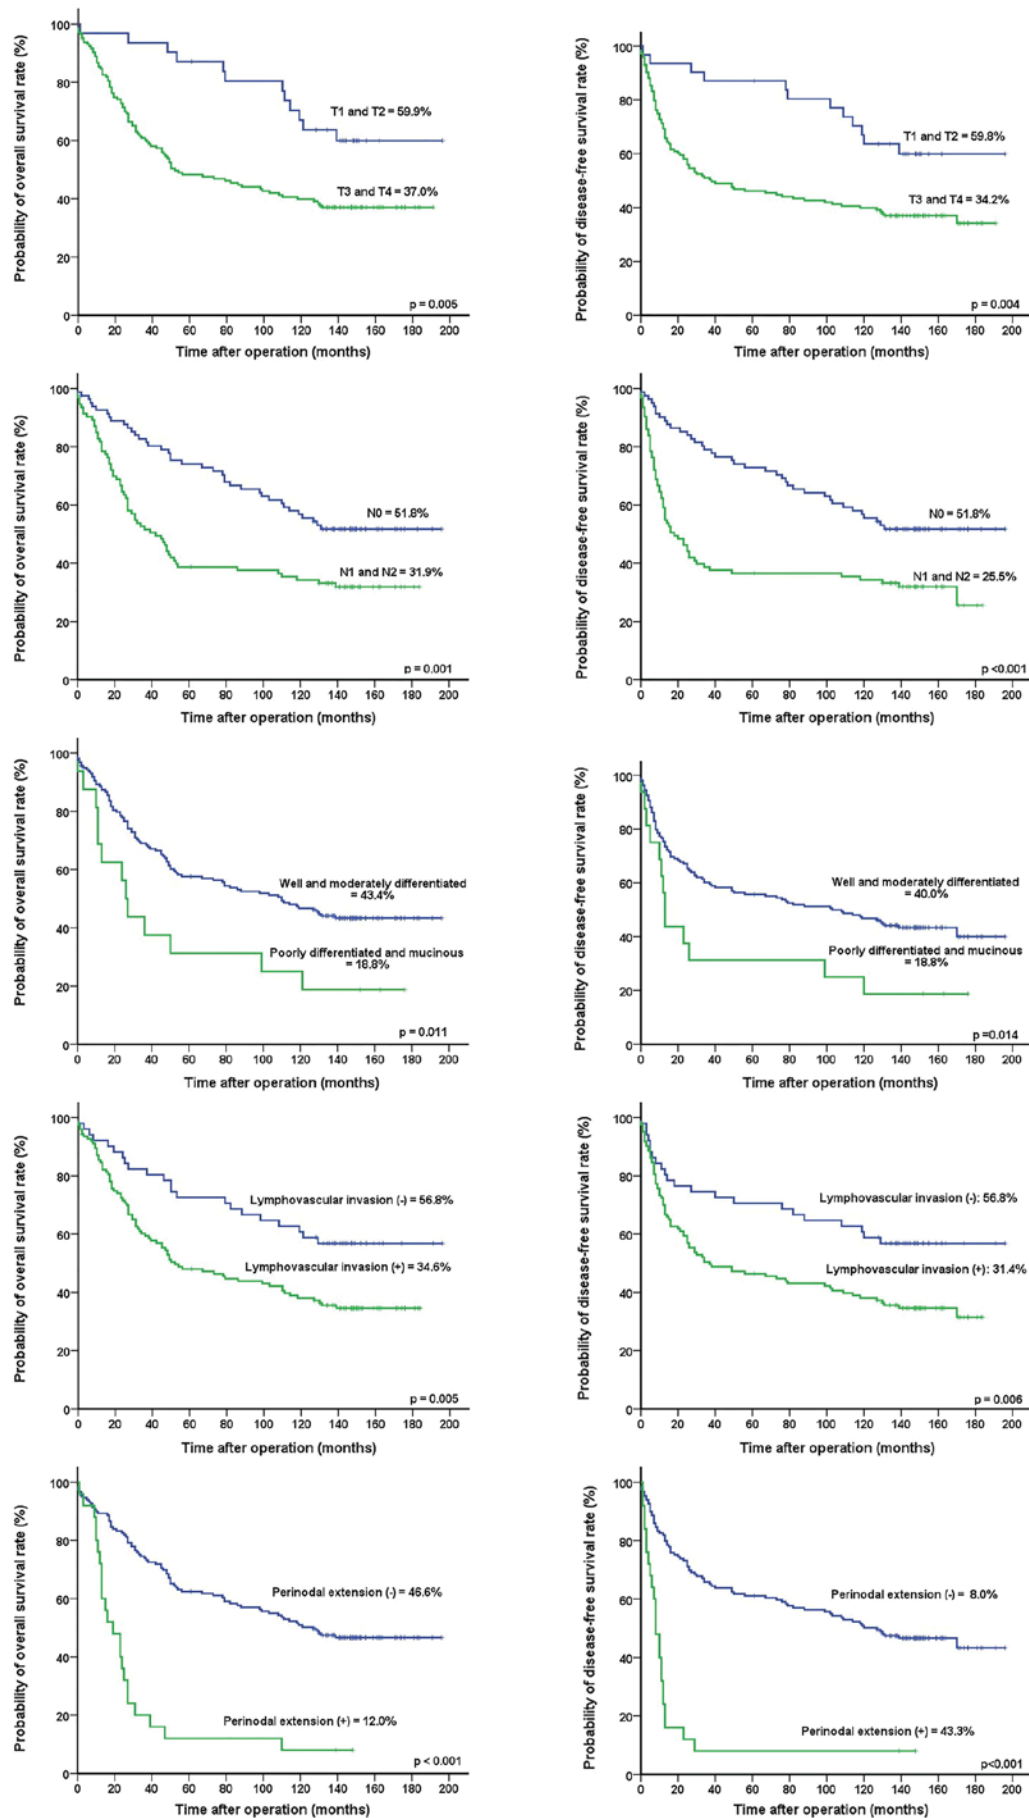 Probability of overall survival rate (%)
100
80
60
40
20
0
T1 and T2 = 59.9%
T3 and T4 = 37.0%
p = 0.005
0 20 40 60 80 100 120 140 160 180 200
Time after operation (months)
Probability of disease-free survival rate (%)
100
80
60
40
20
0
T1 and T2 = 59.8%
T3 and T4 = 34.2%
p = 0.004
0 20 40 60 80 100 120 140 160 180 200
Time after operation (months)
Probability of overall survival rate (%)
100
80
60
40
20
0
N0 = 51.8%
N1 and N2 = 31.9%
p = 0.001
0 20 40 60 80 100 120 140 160 180 200
Time after operation (months)
Probability of disease-free survival rate (%)
100
80
60
40
20
0
N0 = 51.8%
N1 and N2 = 25.5%
p <0.001
0 20 40 60 80 100 120 140 160 180 200
Time after operation (months)
Probability of overall survival rate (%)
100
80
60
40
20
0
Well and moderately differentiated
= 43.4%
Poorly differentiated and mucinous
= 18.8%
p = 0.011
0 20 40 60 80 100 120 140 160 180 200
Time after operation (months)
Probability of disease-free survival rate (%)
100
80
60
40
20
0
Well and moderately differentiated
= 40.0%
Poorly differentiated and mucinous
= 18.8%
p =0.014
0 20 40 60 80 100 120 140 160 180 200
Time after operation (months)
Probability of overall survival rate (%)
100
80
60
40
20
0
Lymphovascular invasion (-) = 56.8%
Lymphovascular invasion (+) = 34.6%
p = 0.005
0 20 40 60 80 100 120 140 160 180 200
Time after operation (months)
Probability of disease-free survival rate (%)
100
80
60
40
20
0
Lymphovascular invasion (-): 56.8%
Lymphovascular invasion (+): 31.4%
p = 0.006
0 20 40 60 80 100 120 140 160 180 200
Time after operation (months)
Probability of overall survival rate (%)
100
80
60
40
20
0
Perinodal extension (-) = 46.6%
Perinodal extension (+) = 12.0%
p < 0.001
0 20 40 60 80 100 120 140 160 180 200
Time after operation (months)
Probability of disease-free survival rate (%)
100
80
60
40
20
0
Perinodal extension (-) = 8.0%
Perinodal extension (+) = 43.3%
p<0.001
0 20 40 60 80 100 120 140 160 180 200
Time after operation (months)